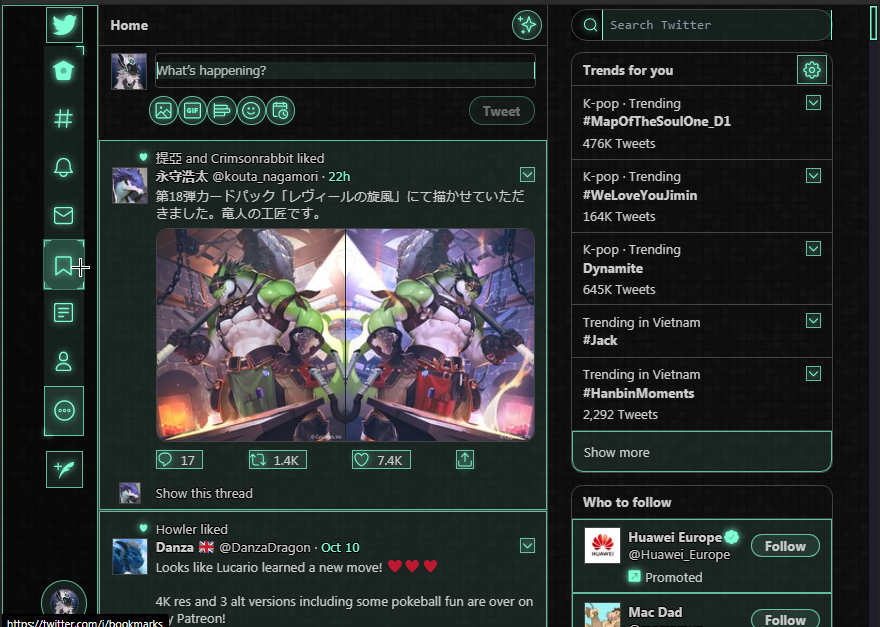 Home
What's happening?
GIF
Tweet
提亞 and Crimsonrabbit liked
永守浩太 @kouta_nagamori · 22h
第18弾カードパック「レヴィールの旋風」にて描かせていただ
きました。竜人の工匠です。
17 1.4K 7.4K
Show this thread
Howler liked
Danza 🇬🇧 @DanzaDragon · Oct 10
Looks like Lucario learned a new move! ❤️❤️❤️
4K res and 3 alt versions including some pokeball fun are over on
y Patreon!
https://twitter.com/i/bookmarks
Search Twitter
Trends for you
K-pop · Trending
#MapOfTheSoulOne_D1
476K Tweets
K-pop · Trending
#WeLoveYouJimin
164K Tweets
K-pop · Trending
Dynamite
645K Tweets
Trending in Vietnam
#Jack
Trending in Vietnam
#HanbinMoments
2,292 Tweets
Show more
Who to follow
HUAWEI
Huawei Europe
@Huawei_Europe
Follow
Promoted
Mac Dad
Follow